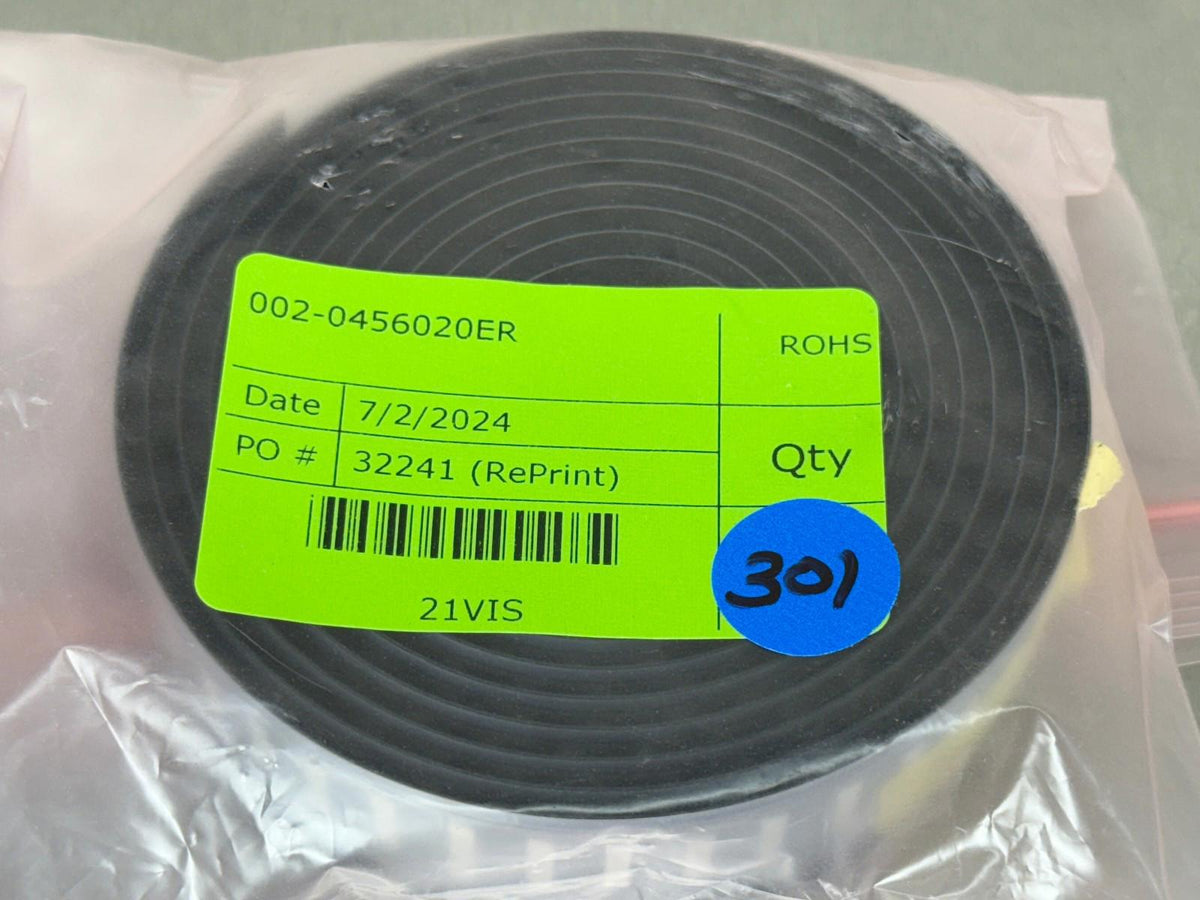 002-0456020ER
ROHS
Date 7/2/2024
PO # 32241 (RePrint)
Qty
301
21VIS